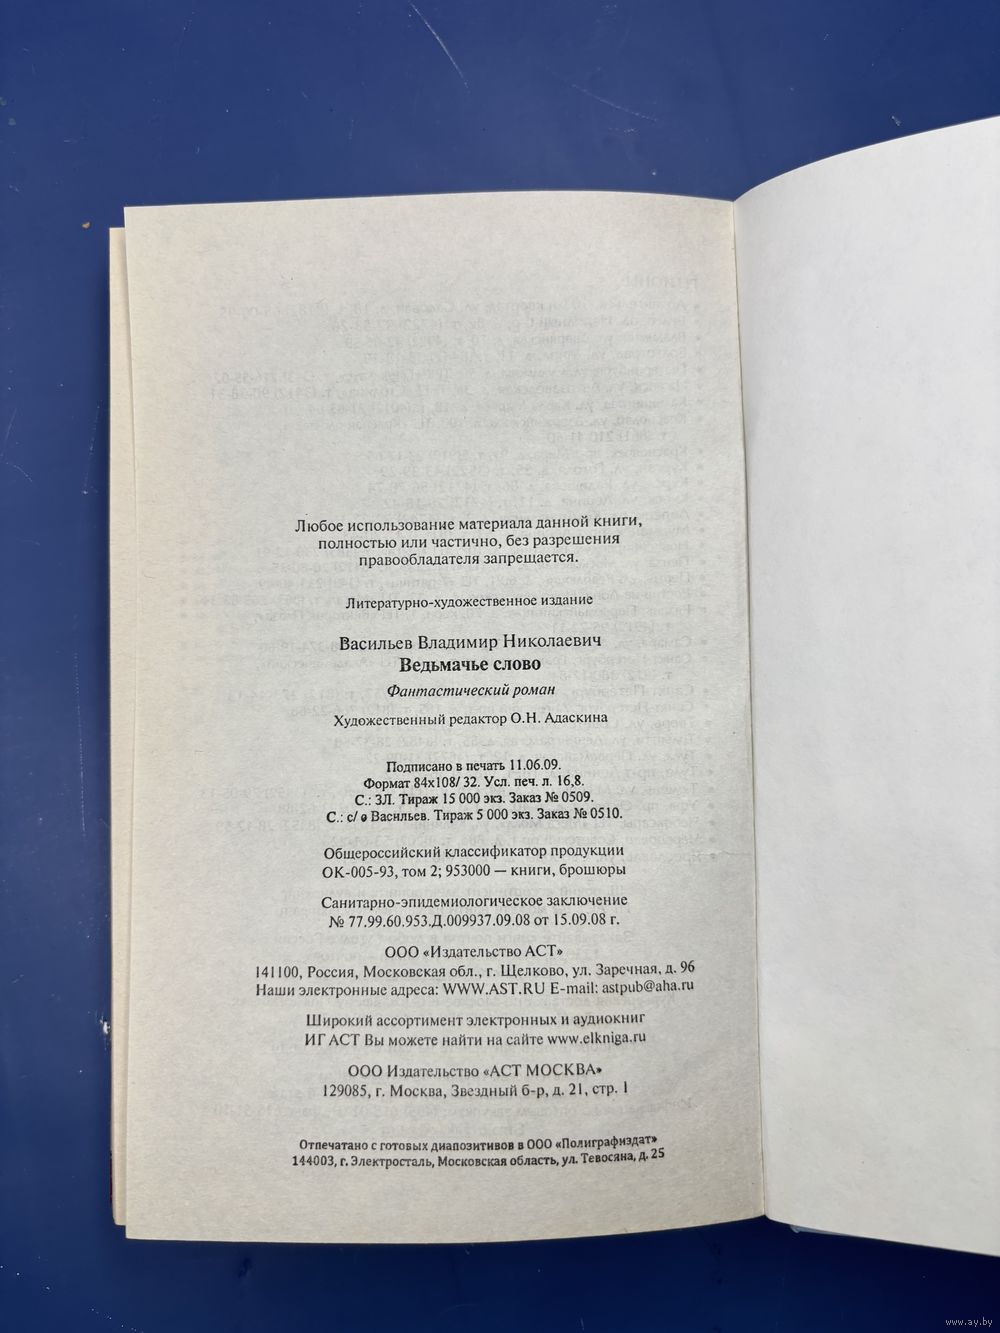 Любое использование материала данной книги,
полностью или частично, без разрешения
правообладателя запрещается.
Литературно-художественное издание
Васильев Владимир Николаевич
Ведьмачье слово
Фантастический роман
Художественный редактор О.Н. Адаскина
Подписано в печать 11.06.09.
Формат 84х108/ 32. Усл. печ. л. 16,8.
С.: ЗЛ. Тираж 15 000 экз. Заказ № 0509.
С.: с/ Васильев. Тираж 5 000 экз. Заказ № 0510.
Общероссийский классификатор продукции
ОК-005-93, том 2; 953000 — книги, брошюры
Санитарно-эпидемиологическое заключение
№ 77.99.60.953.Д.009937.09.08 от 15.09.08 г.
ООО «Издательство АСТ»
141100, Россия, Московская обл., г. Щелково, ул. Заречная, д. 96
Наши электронные адреса: WWW.AST.RU E-mail: astpub@aha.ru
Широкий ассортимент электронных и аудиокниг
ИГ АСТ Вы можете найти на сайте www.elkniga.ru
ООО Издательство «АСТ МОСКВА»
129085, г. Москва, Звездный б-р, д. 21, стр. 1
Отпечатано с готовых диапозитивов в ООО «Полиграфиздат»
144003, г. Электросталь, Московская область, ул. Тевосяна, д. 25
www.ay.by